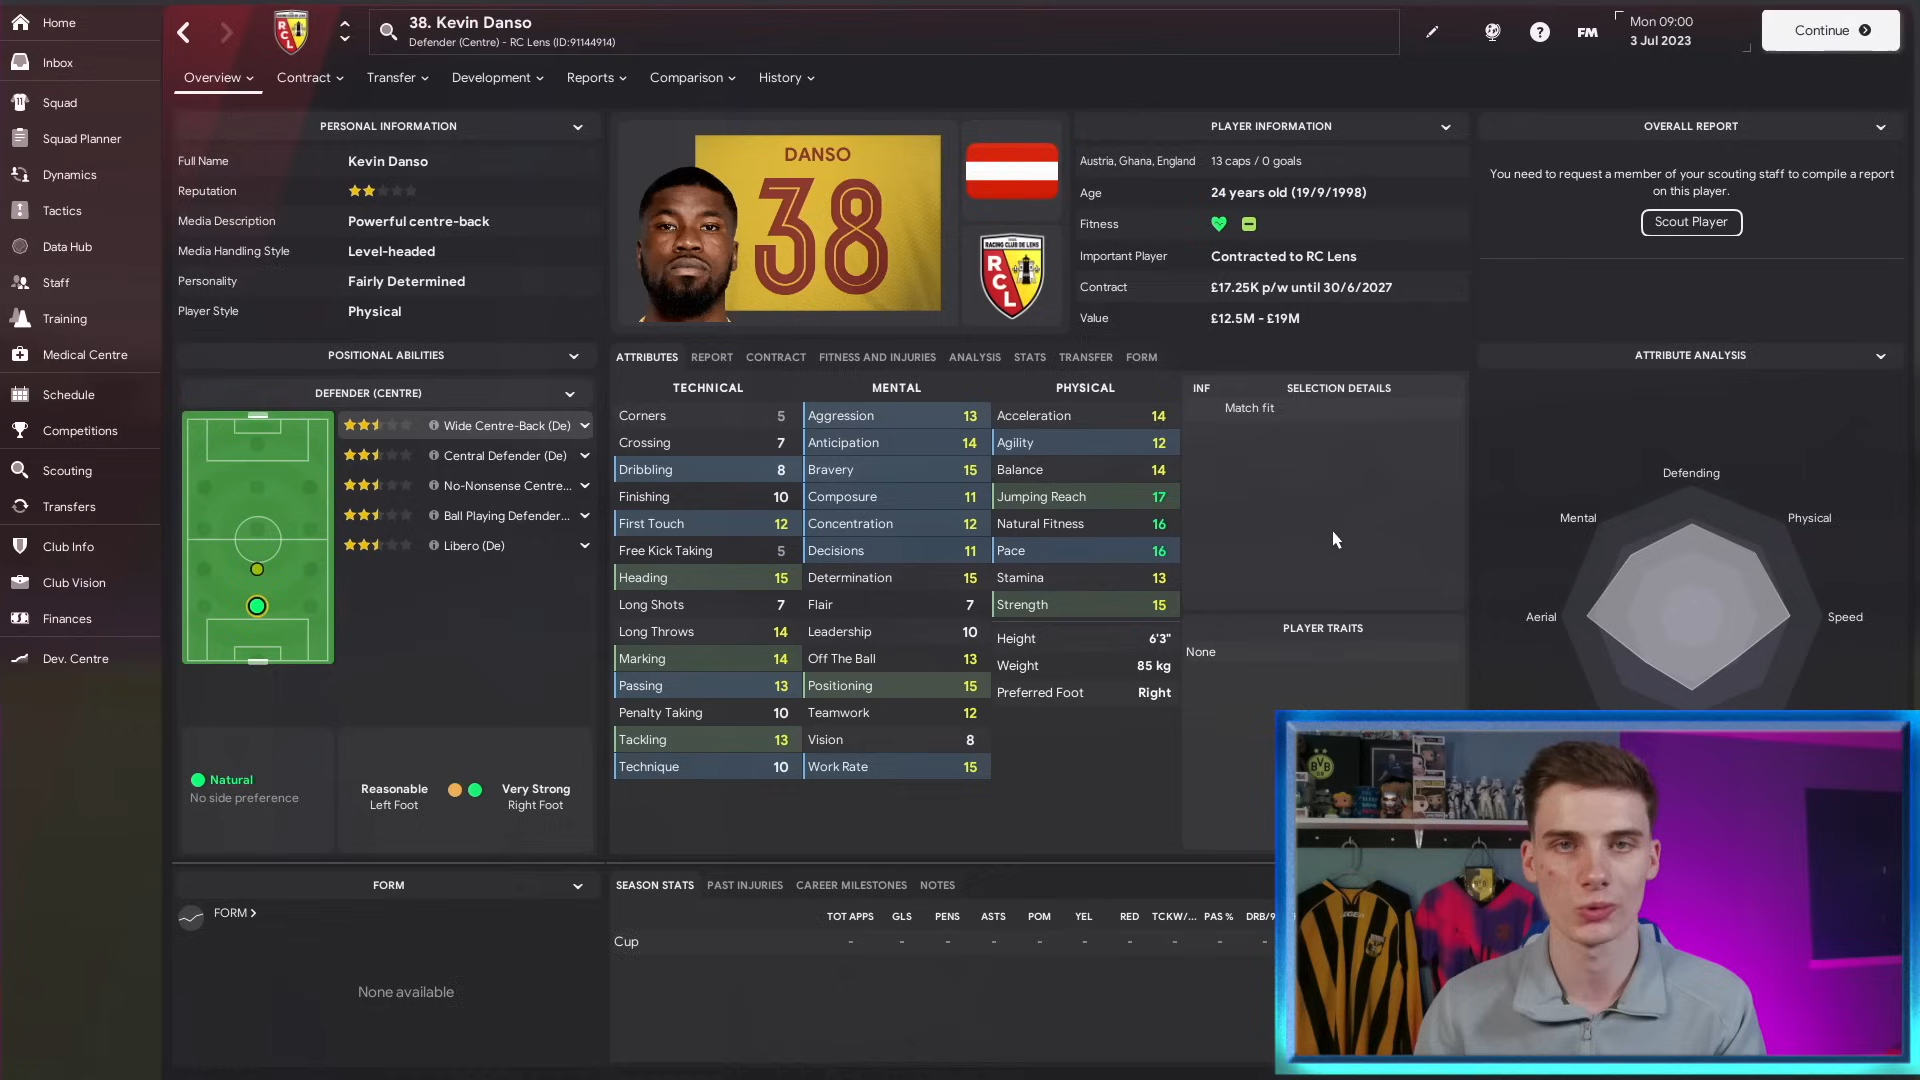 Home
Inbox
Squad
Squad Planner
Dynamics
Tactics
Data Hub
Staff
Training
Medical Centre
Schedule
Competitions
Scouting
Transfers
Club Info
Club Vision
Finances
Dev. Centre
RCL
38. Kevin Danso
Defender (Centre) - RC Lens (ID:91144914)
?
FM
Mon 09:00
3 Jul 2023
Continue
Overview
Contract
Transfer
Development
Reports
Comparison
History
PERSONAL INFORMATION
Full Name Kevin Danso
Reputation
Media Description Powerful centre-back
Media Handling Style Level-headed
Personality Fairly Determined
Player Style Physical
DANSO
38
RACING CLUB DE LENS
RCL
PLAYER INFORMATION
Austria, Ghana, England 13 caps / 0 goals
Age 24 years old (19/9/1998)
Fitness
Important Player Contracted to RC Lens
Contract £17.25K p/w until 30/6/2027
Value £12.5M - £19M
OVERALL REPORT
You need to request a member of your scouting staff to compile a report
on this player.
Scout Player
POSITIONAL ABILITIES
DEFENDER (CENTRE)
Wide Centre-Back (De)
Central Defender (De)
No-Nonsense Centre...
Ball Playing Defender...
Libero (De)
Natural
No side preference
Reasonable
Left Foot
Very Strong
Right Foot
ATTRIBUTES REPORT CONTRACT FITNESS AND INJURIES ANALYSIS STATS TRANSFER FORM
TECHNICAL
Corners 5
Crossing 7
Dribbling 8
Finishing 10
First Touch 12
Free Kick Taking 5
Heading 15
Long Shots 7
Long Throws 14
Marking 14
Passing 13
Penalty Taking 10
Tackling 13
Technique 10
MENTAL
Aggression 13
Anticipation 14
Bravery 15
Composure 11
Concentration 12
Decisions 11
Determination 15
Flair 7
Leadership 10
Off The Ball 13
Positioning 15
Teamwork 12
Vision 8
Work Rate 15
PHYSICAL
Acceleration 14
Agility 12
Balance 14
Jumping Reach 17
Natural Fitness 16
Pace 16
Stamina 13
Strength 15
Height 6'3"
Weight 85 kg
Preferred Foot Right
INF SELECTION DETAILS
Match fit
PLAYER TRAITS
None
ATTRIBUTE ANALYSIS
Defending
Mental
Physical
Aerial
Speed
FORM
FORM
None available
SEASON STATS PAST INJURIES CAREER MILESTONES NOTES
TOT APPS GLS PENS ASTS POM YEL RED TCKW/... PAS % DRB/9
Cup - - - - - - - - - -
BVB